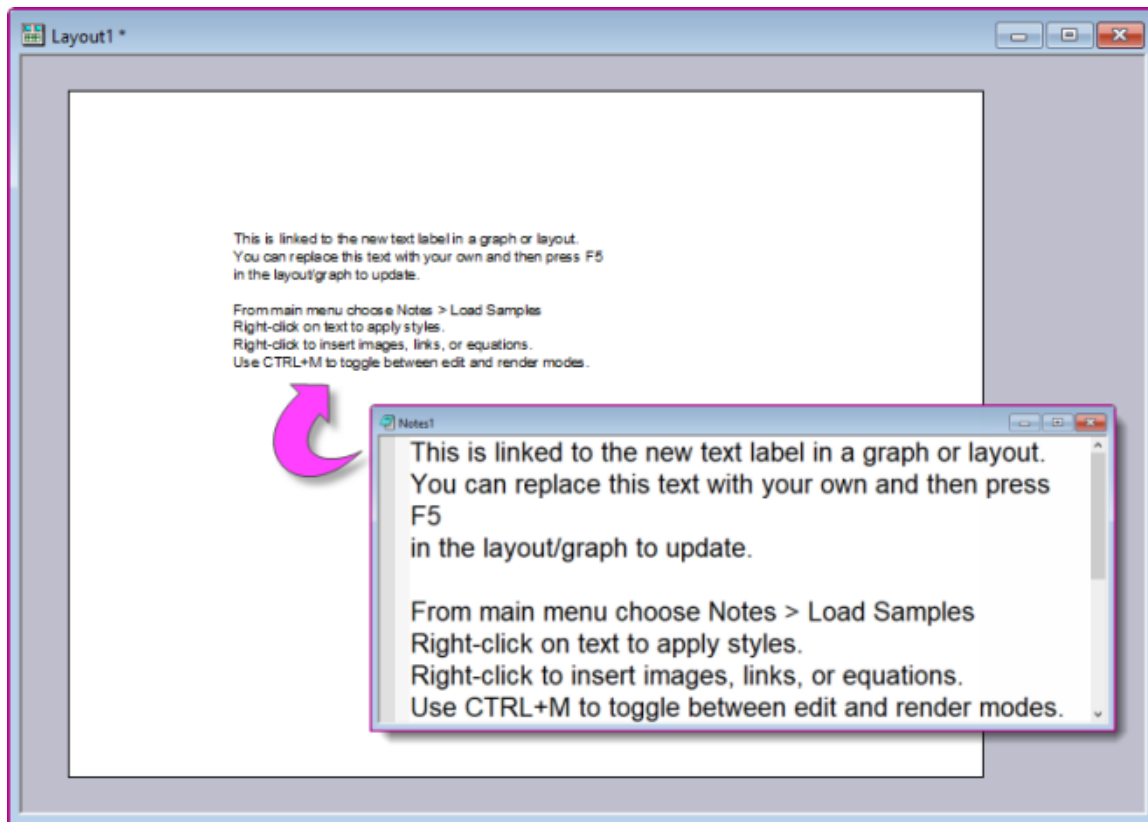 Layout1 *
This is linked to the new text label in a graph or layout.
You can replace this text with your own and then press F5
in the layout/graph to update.
From main menu choose Notes > Load Samples
Right-click on text to apply styles.
Right-click to insert images, links, or equations.
Use CTRL+M to toggle between edit and render modes.
Notes1
This is linked to the new text label in a graph or layout.
You can replace this text with your own and then press
F5
in the layout/graph to update.
From main menu choose Notes > Load Samples
Right-click on text to apply styles.
Right-click to insert images, links, or equations.
Use CTRL+M to toggle between edit and render modes.